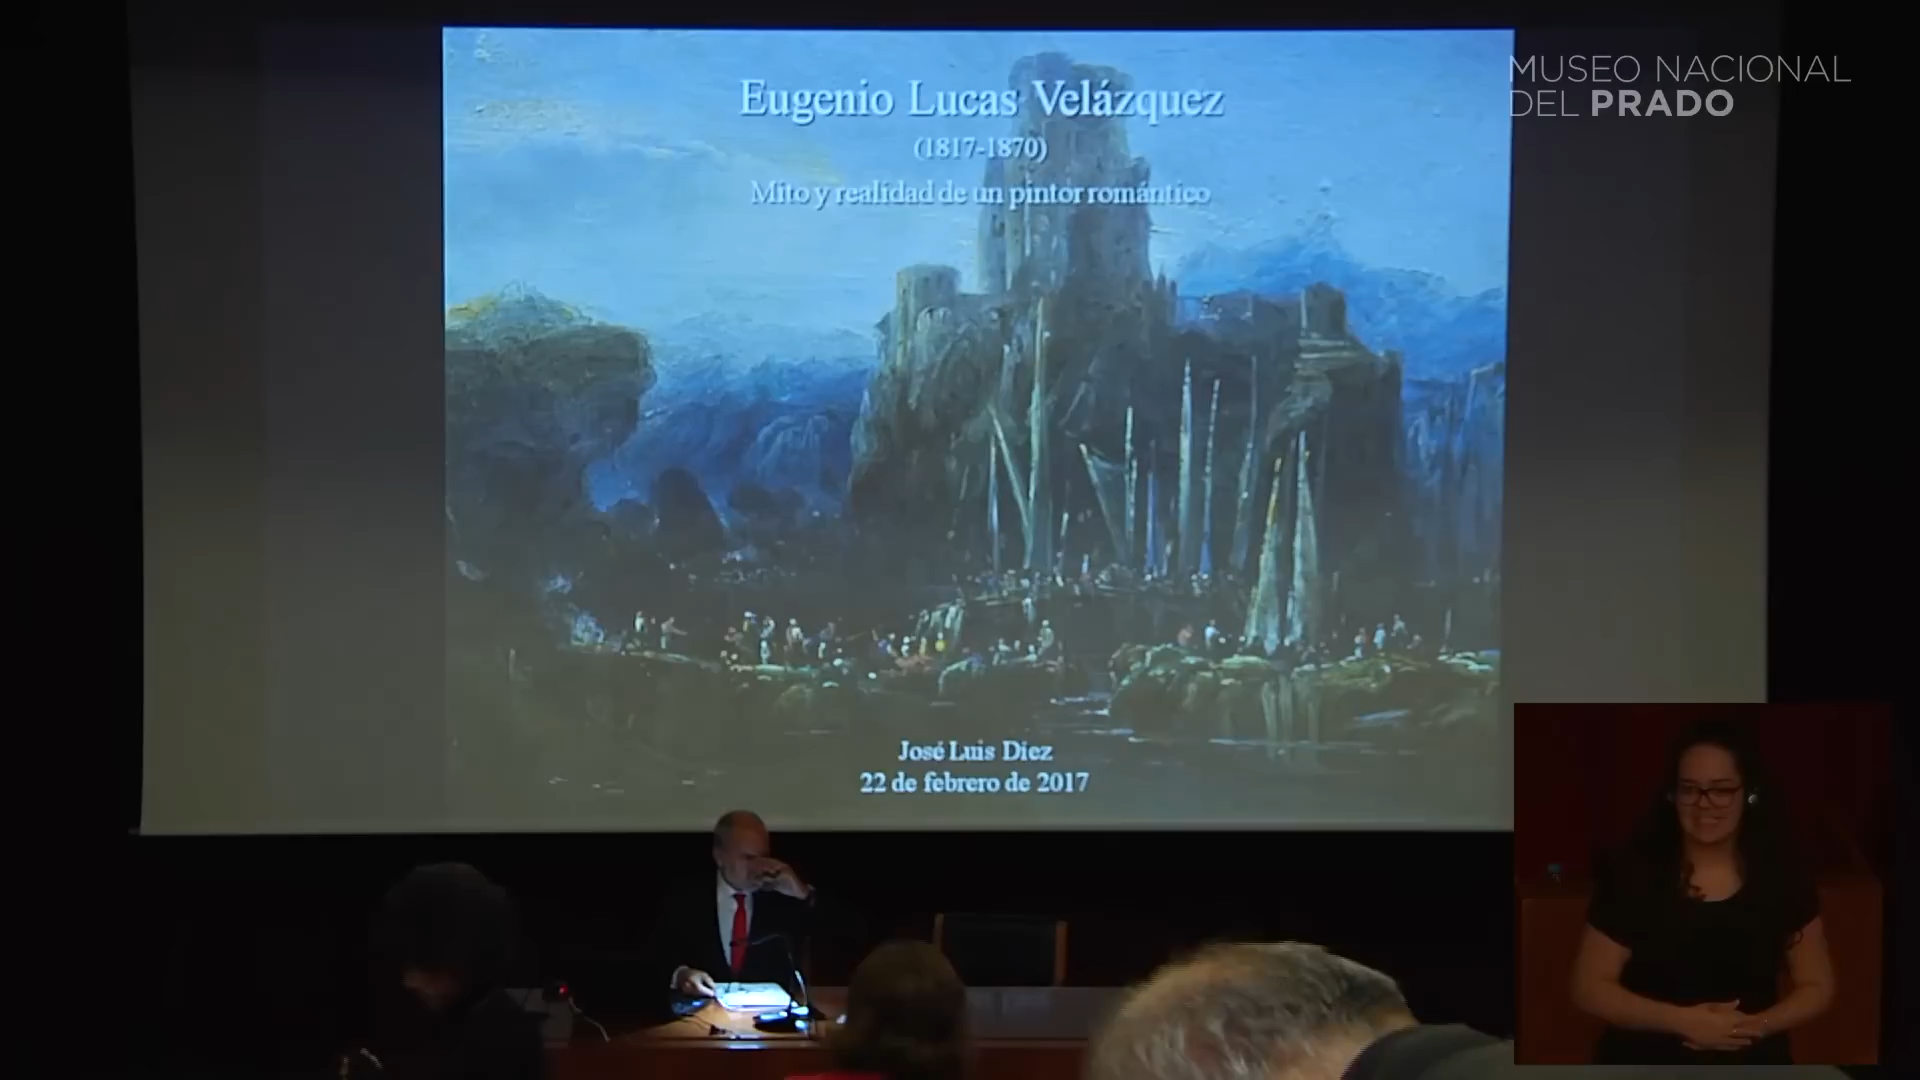 Eugenio Lucas Velázquez
(1817-1870)
Mito y realidad de un pintor romántico
MUSEO NACIONAL
DEL PRADO
José Luis Díez
22 de febrero de 2017